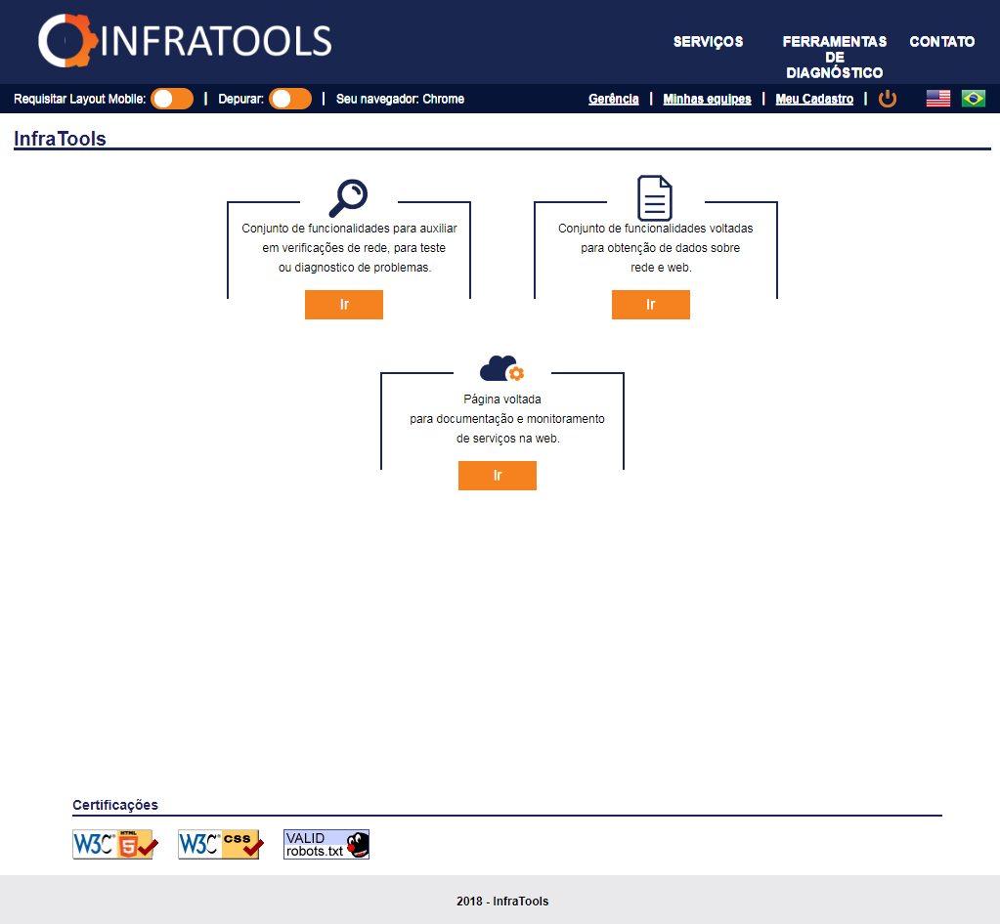 INFRATOOLS
SERVIÇOS
FERRAMENTAS
DE
DIAGNÓSTICO
CONTATO
Requisitar Layout Mobile: | Depurar: | Seu navegador: Chrome
Gerência | Minhas equipes | Meu Cadastro |
InfraTools
Conjunto de funcionalidades para auxiliar
em verificações de rede, para teste
ou diagnostico de problemas.
Ir
Conjunto de funcionalidades voltadas
para obtenção de dados sobre
rede e web.
Ir
Página voltada
para documentação e monitoramento
de serviços na web.
Ir
Certificações
W3C® HTML 5
W3C® CSS
VALID
robots.txt
2018 - InfraTools